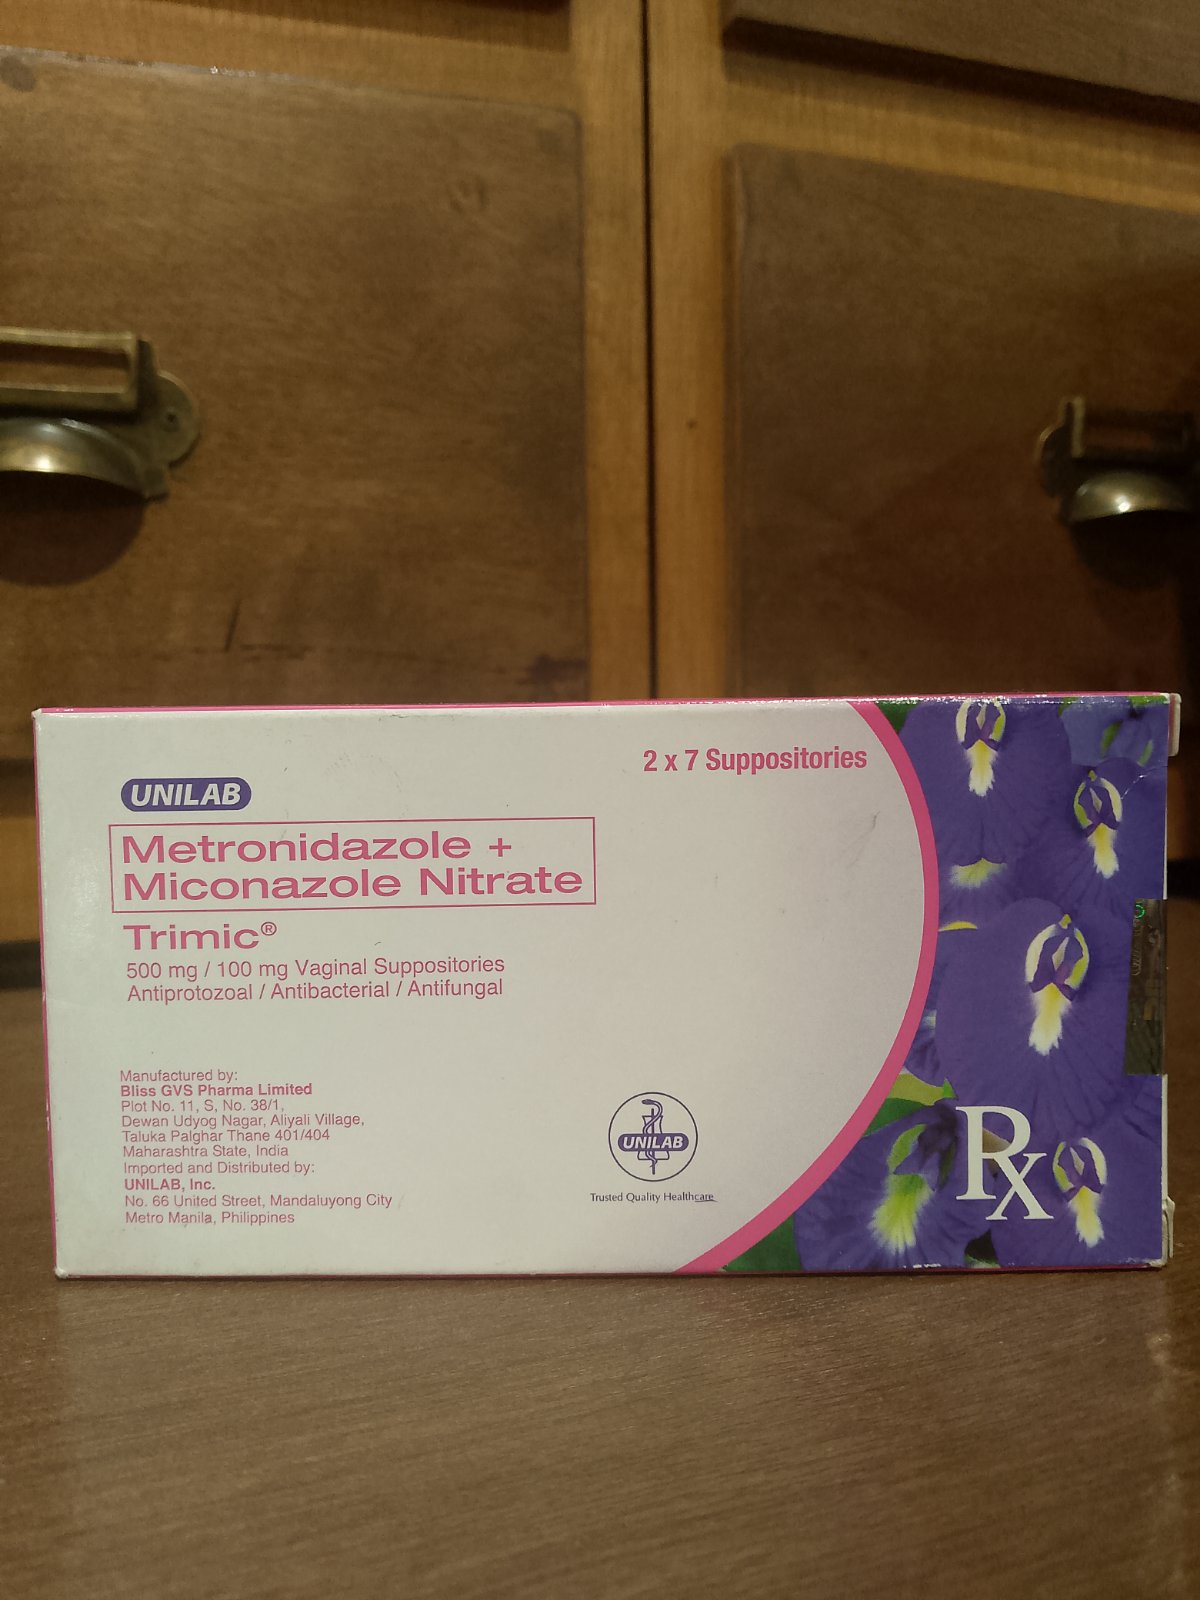 2 x 7 Suppositories
UNILAB
Metronidazole +
Miconazole Nitrate
Trimic®
500 mg / 100 mg Vaginal Suppositories
Antiprotozoal / Antibacterial / Antifungal
Manufactured by:
Bliss GVS Pharma Limited
Plot No. 11, S, No. 38/1,
Dewan Udyog Nagar, Aliyali Village,
Taluka Palghar Thane 401/404
Maharashtra State, India
Imported and Distributed by:
UNILAB, Inc.
No. 66 United Street, Mandaluyong City
Metro Manila, Philippines
UNILAB
Trusted Quality Healthcare
Rx